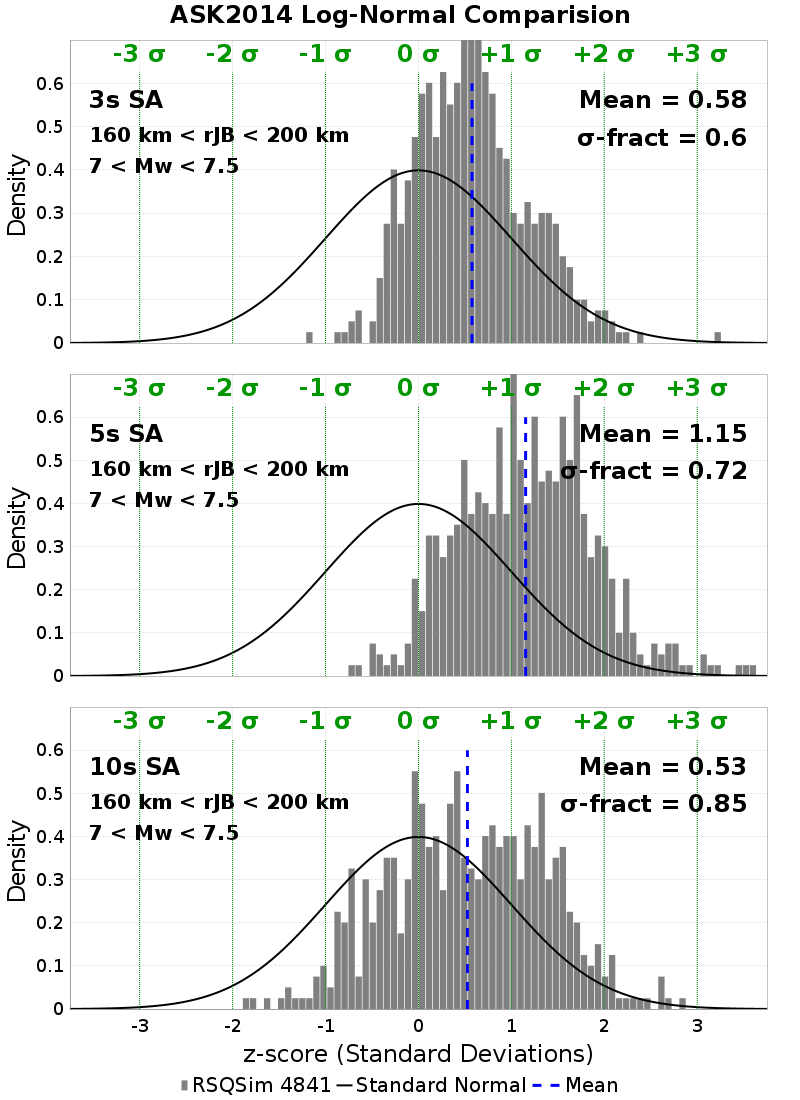 ASK2014 Log-Normal Comparision
-3 σ -2 σ -1 σ 0 σ +1 σ +2 σ +3 σ
0.6
3s SA Mean = 0.58
0.5
160 km < rJB < 200 km σ-fract = 0.6
7 < Mw < 7.5
0.4
0.3
0.2
0.1
0
Density
-3 σ -2 σ -1 σ 0 σ +1 σ +2 σ +3 σ
0.6
5s SA Mean = 1.15
0.5
160 km < rJB < 200 km σ-fract = 0.72
7 < Mw < 7.5
0.4
0.3
0.2
0.1
0
Density
-3 σ -2 σ -1 σ 0 σ +1 σ +2 σ +3 σ
0.6
10s SA Mean = 0.53
0.5
160 km < rJB < 200 km σ-fract = 0.85
7 < Mw < 7.5
0.4
0.3
0.2
0.1
0
Density
-3 -2 -1 0 1 2 3
z-score (Standard Deviations)
RSQSim 4841 Standard Normal Mean